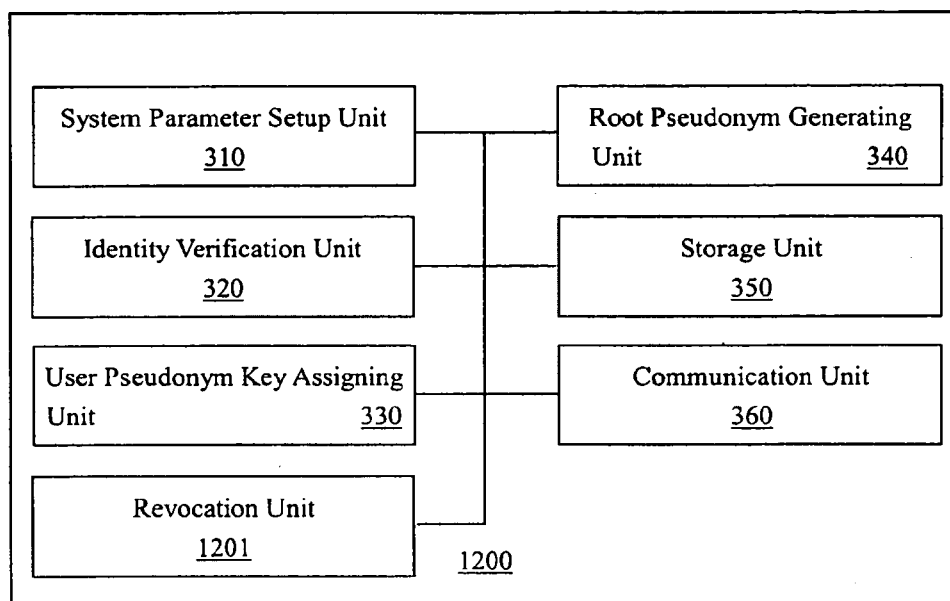 System Parameter Setup Unit
310
Root Pseudonym Generating
Unit 340
Identity Verification Unit
320
Storage Unit
350
User Pseudonym Key Assigning
Unit 330
Communication Unit
360
Revocation Unit
1201
1200